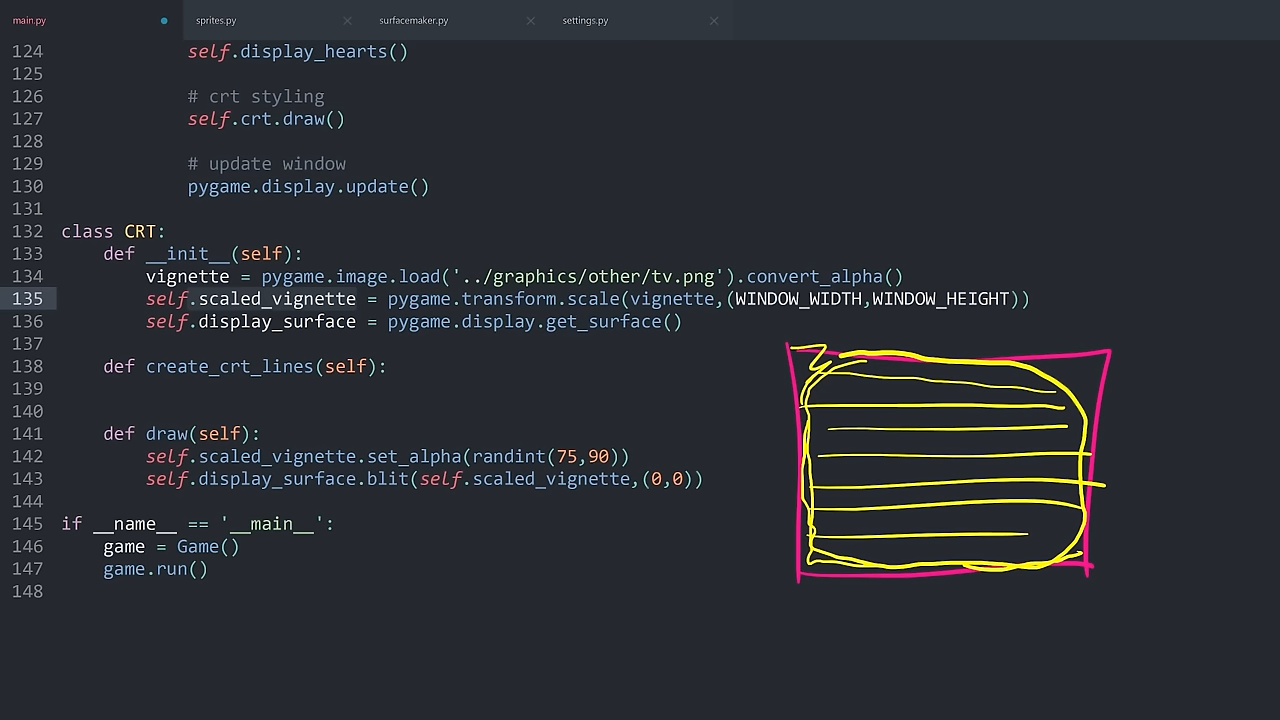 main.py sprites.py surfacemaker.py settings.py
124 self.display_hearts()
125
126 # crt styling
127 self.crt.draw()
128
129 # update window
130 pygame.display.update()
131
132 class CRT:
133 def __init__(self):
134 vignette = pygame.image.load('../graphics/other/tv.png').convert_alpha()
135 self.scaled_vignette = pygame.transform.scale(vignette,(WINDOW_WIDTH,WINDOW_HEIGHT))
136 self.display_surface = pygame.display.get_surface()
137
138 def create_crt_lines(self):
139
140
141 def draw(self):
142 self.scaled_vignette.set_alpha(randint(75,90))
143 self.display_surface.blit(self.scaled_vignette,(0,0))
144
145 if __name__ == '__main__':
146 game = Game()
147 game.run()
148